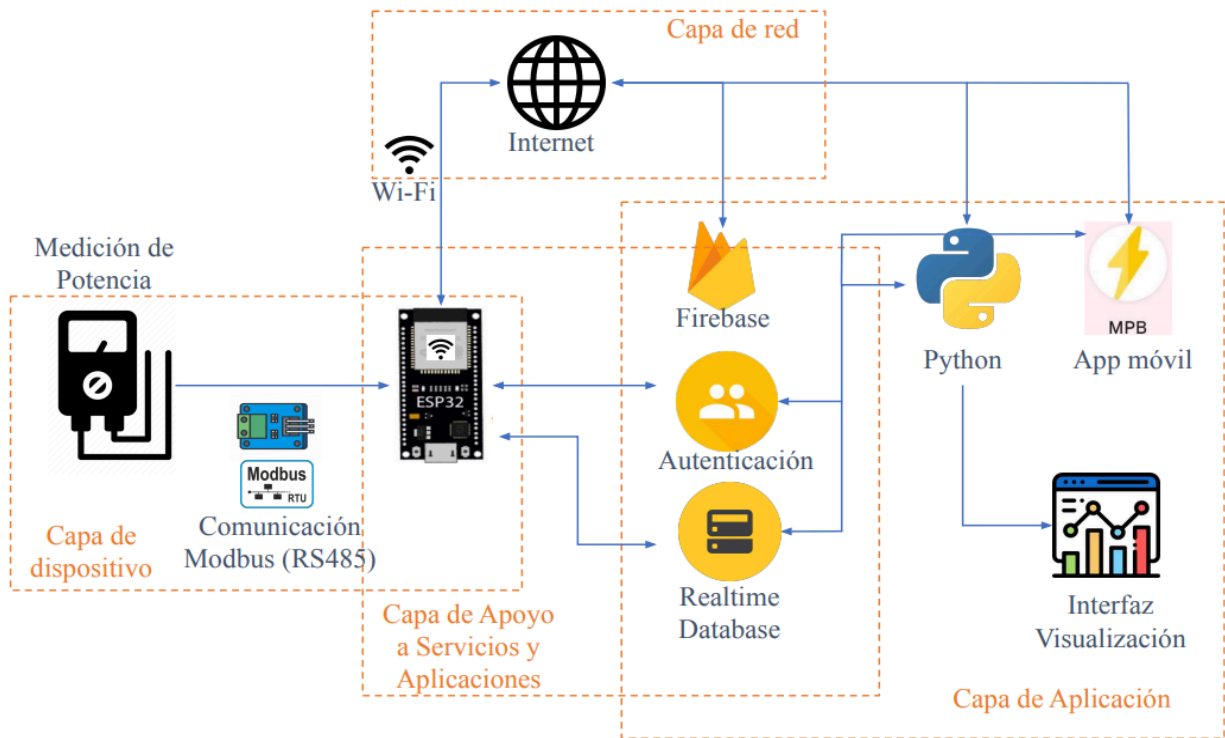 Capa de red
Internet
Wi-Fi
Medición de
Potencia
ESP32
Modbus
RTU
Comunicación
Modbus (RS485)
Capa de
dispositivo
Firebase
Autenticación
Realtime
Database
Capa de Apoyo
a Servicios y
Aplicaciones
Python
MPB
App móvil
Interfaz
Visualización
Capa de Aplicación